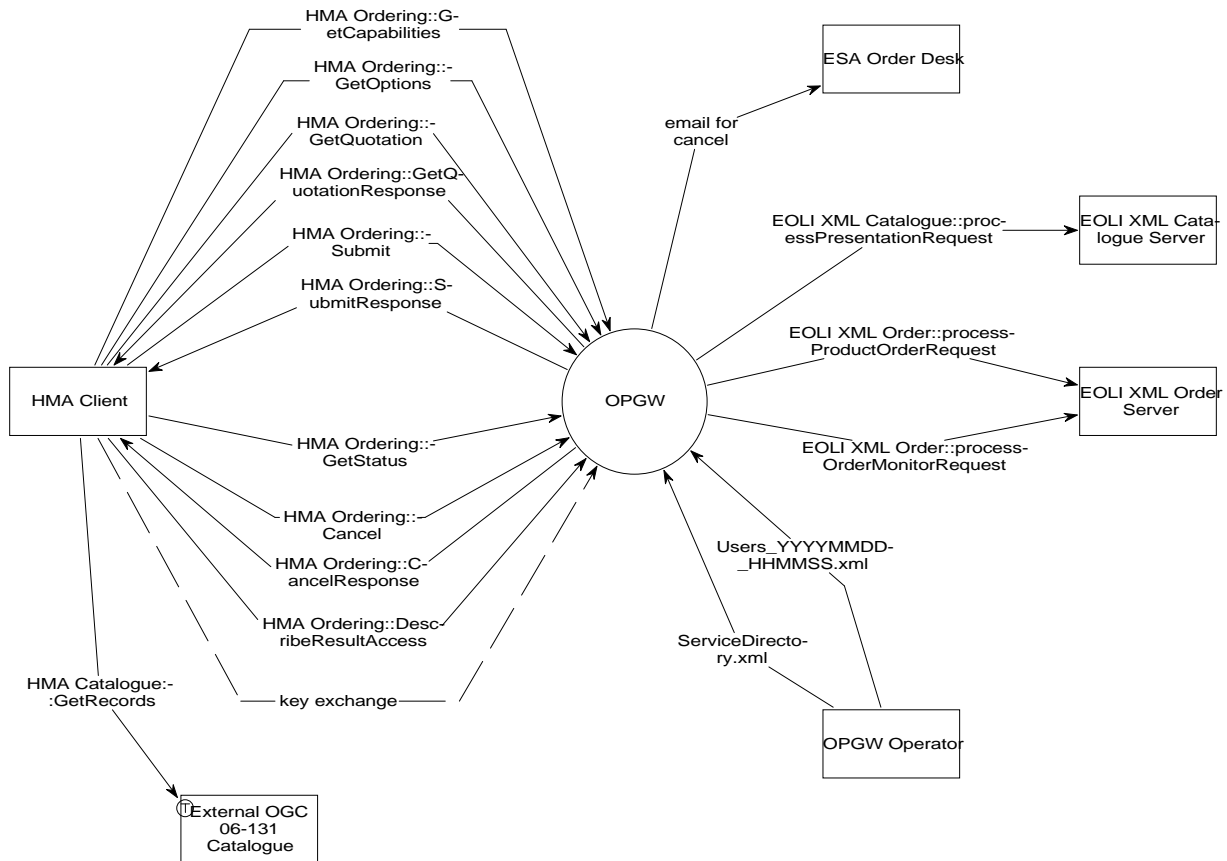 HMA Ordering::G-
etCapabilities
HMA Ordering::-
GetOptions
HMA Ordering::-
GetQuotation
HMA Ordering::GetQ-
uotationResponse
HMA Ordering::-
Submit
HMA Ordering::S-
ubmitResponse
HMA Client
HMA Ordering::-
GetStatus
HMA Ordering::-
Cancel
HMA Ordering::C-
ancelResponse
HMA Ordering::Desc-
ribeResultAccess
key exchange
HMA Catalogue:-
:GetRecords
T
External OGC
06-131
Catalogue
OPGW
email for
cancel
ESA Order Desk
EOLI XML Catalogue::proc-
essPresentationRequest
EOLI XML Cata-
logue Server
EOLI XML Order::process-
ProductOrderRequest
EOLI XML Order
Server
EOLI XML Order::process-
OrderMonitorRequest
Users_YYYYMMDD-
_HHMMSS.xml
ServiceDirecto-
ry.xml
OPGW Operator